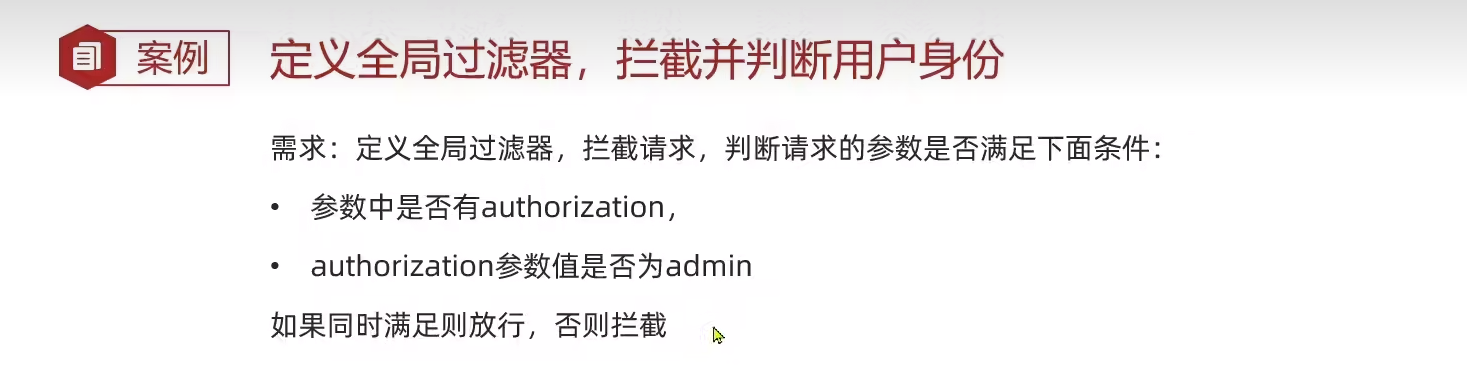 案例 定义全局过滤器，拦截并判断用户身份
需求：定义全局过滤器，拦截请求，判断请求的参数是否满足下面条件：
• 参数中是否有authorization，
• authorization参数值是否为admin
如果同时满足则放行，否则拦截